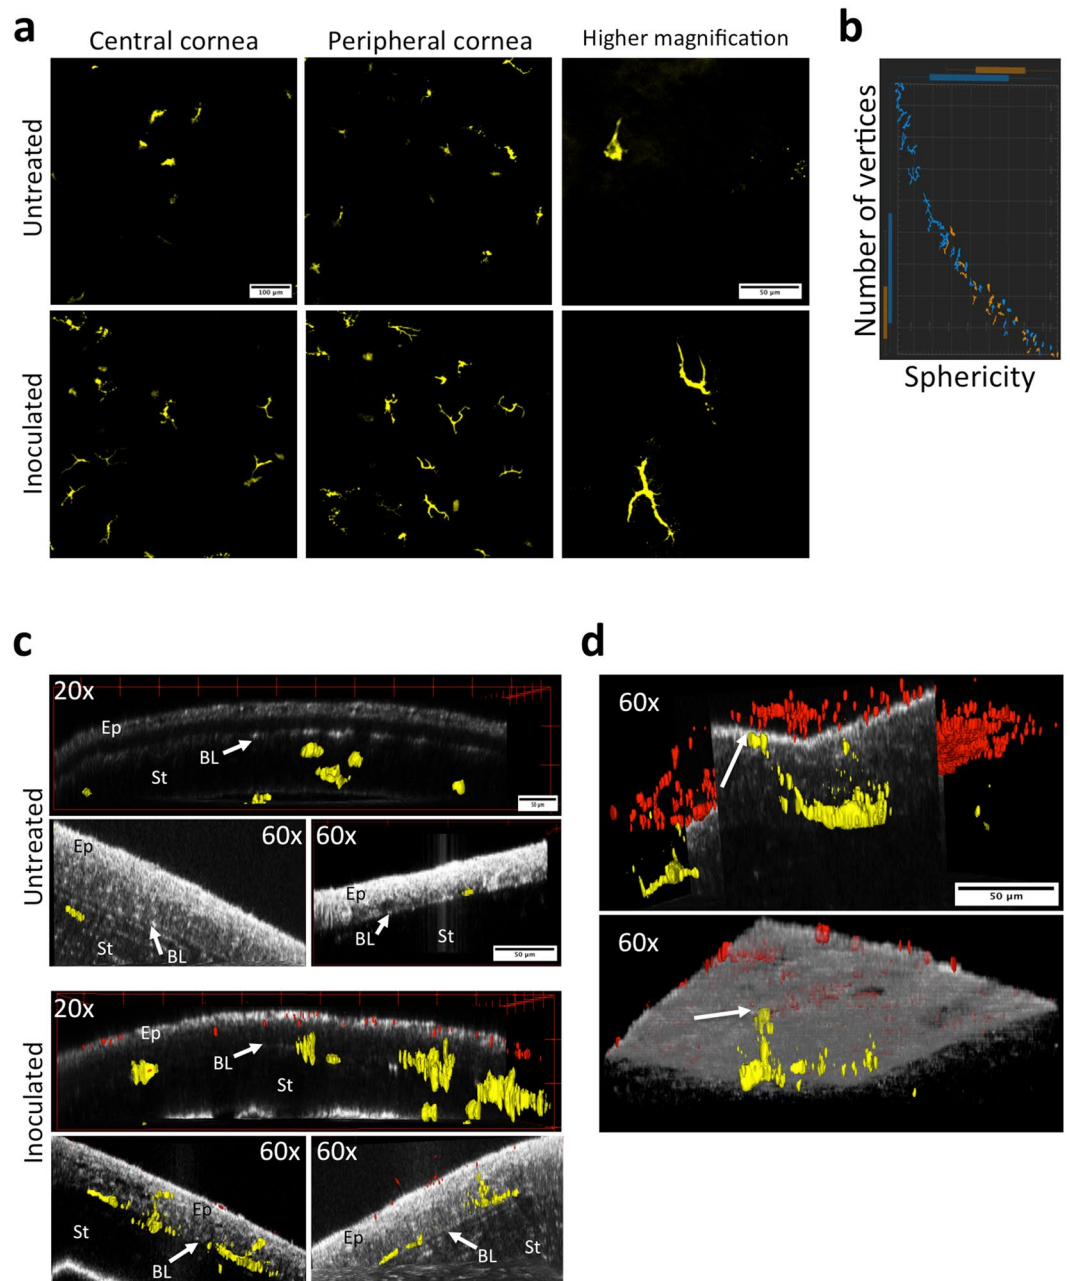 a
Central cornea
Peripheral cornea
Higher magnification
Untreated
100 µm
50 µm
Inoculated
b
Number of vertices
Sphericity
c
Untreated
20x
Ep
BL
St
50 µm
60x
Ep
St
BL
60x
Ep
BL
St
50 µm
Inoculated
20x
Ep
BL
St
60x
Ep
St
BL
60x
Ep
BL
St
d
60x
50 µm
60x